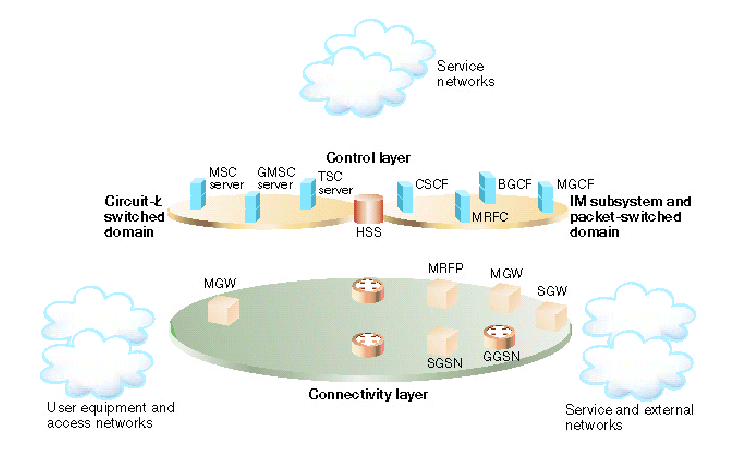 Service
networks
Control layer
MSC
server
GMSC
server
TSC
server
CSCF
BGCF
MGCF
Circuit-Ł
switched
domain
HSS
MRFC
IM subsystem and
packet-switched
domain
MGW
MRFP
MGW
SGW
SGSN
GGSN
Connectivity layer
User equipment and
access networks
Service and external
networks